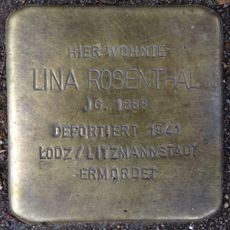 HIER WOHNTE
LINA ROSENTHAL
JG. 1888
DEPORTIERT 1941
ŁODZ/LITZMANNSTADT
ERMORDET